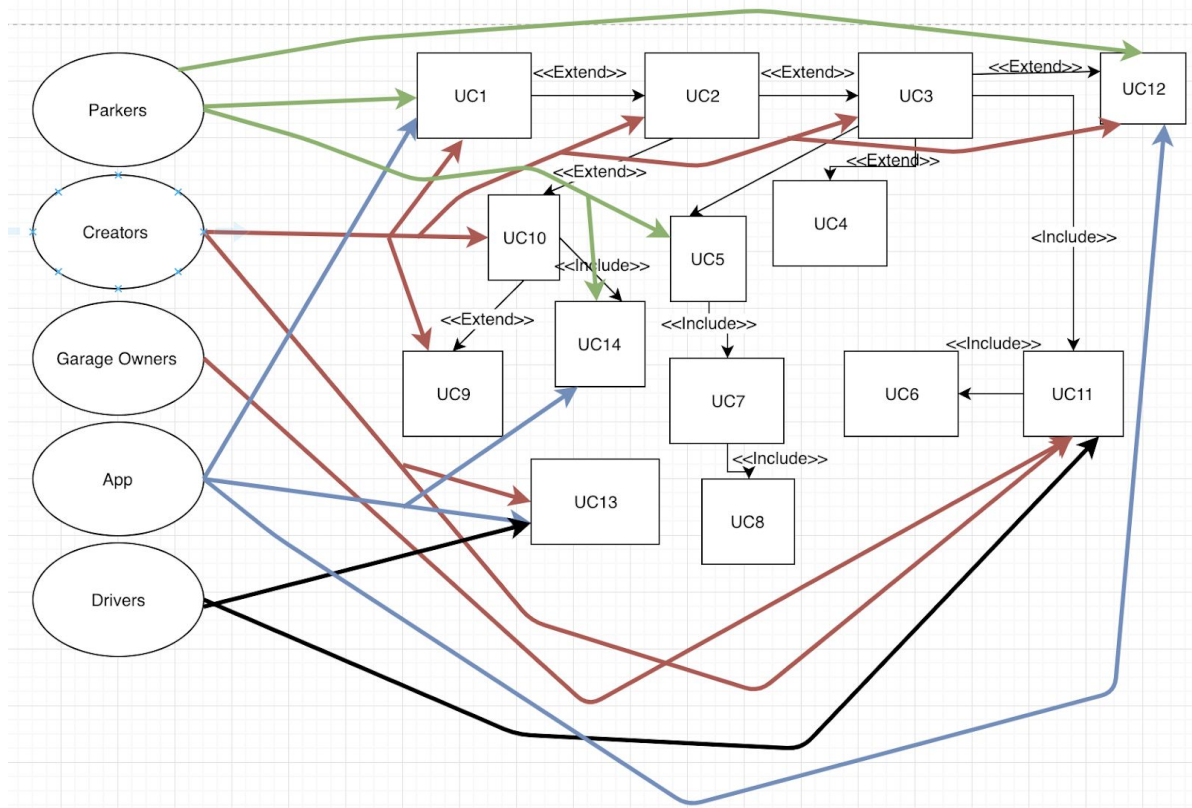 Parkers
UC1
<<Extend>>
UC2
<<Extend>>
UC3
<<Extend>>
UC12
<<Extend>>
<<Extend>>
UC4
Creators
UC10
<<Include>>
UC5
<Include>>
<<Extend>>
UC14
<<Include>>
<<Include>>
Garage Owners
UC9
UC7
UC6
UC11
<<Include>>
App
UC13
UC8
Drivers